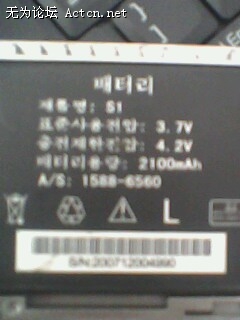 无为论坛 Actcn.net
배터리
제품명: S1
표준사용전압: 3.7V
충전제한전압: 4.2V
배터리용량: 2100mAh
A/S: 1588-6560
L